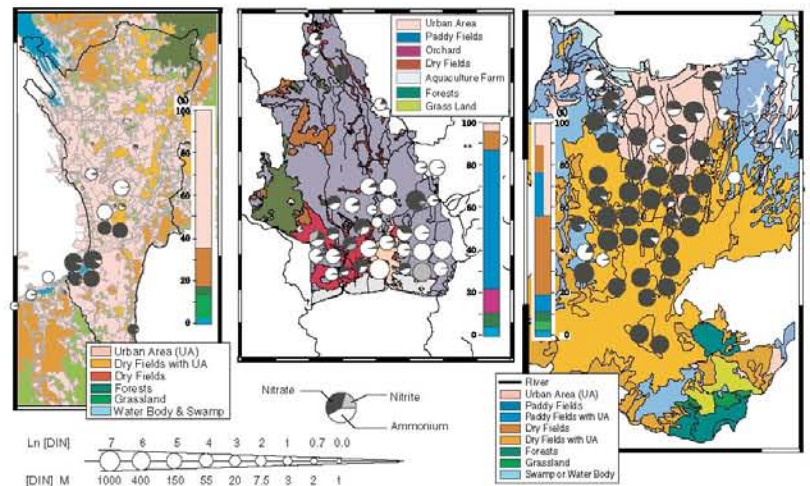 Urban Area
Paddy Fields
Orchard
Dry Fields
Aquaculture Farm
Forests
Grass Land
100
80
60
40
20
0
(%)
100
80
60
40
20
0
**
100
80
60
40
20
0
(%)
Urban Area (UA)
Dry Fields with UA
Dry Fields
Forests
Grassland
Water Body & Swamp
Nitrate
Nitrite
Ammonium
Ln [DIN] 7 6 5 4 3 2 1 0.7 0.0
[DIN] M 1000 400 150 55 20 7.5 3 2 1
River
Urban Area (UA)
Paddy Fields
Paddy Fields with UA
Dry Fields
Dry Fields with UA
Forests
Grassland
Swamp or Water Body